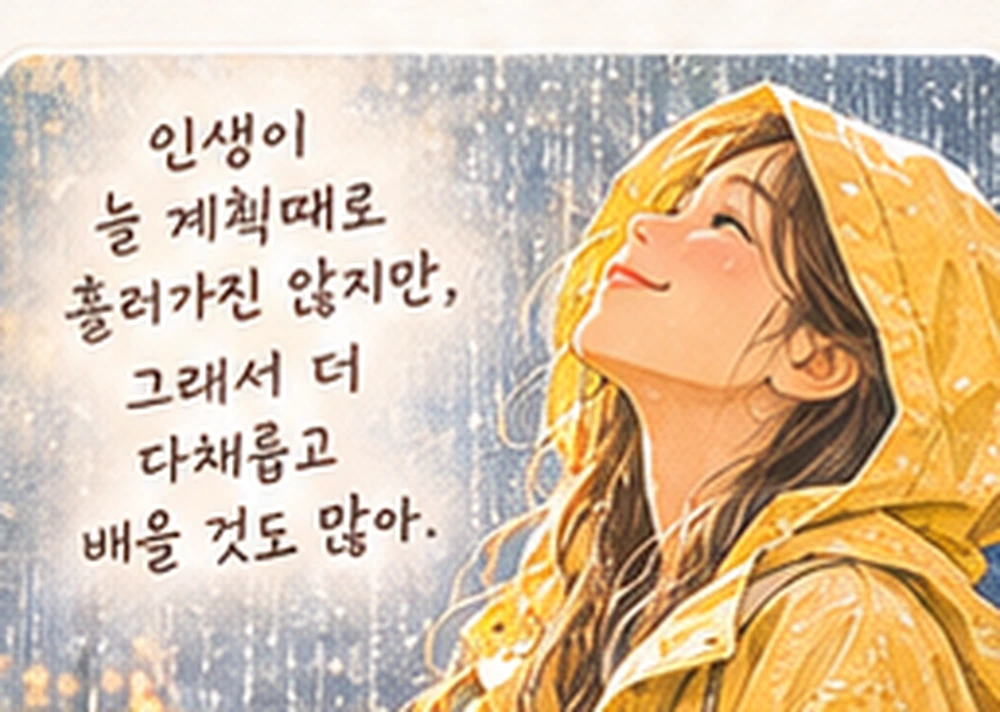 인생이
늘 계획때로
흘러가진 않지만,
그래서 더
다채롭고
배을 것도 많아.